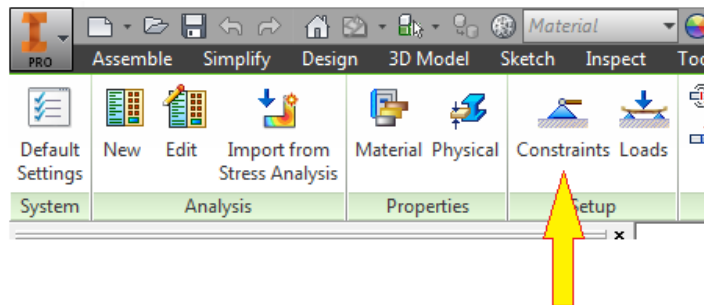 Material
PRO Assemble Simplify Design 3D Model Sketch Inspect Too
Default Settings
New
Edit
Import from Stress Analysis
Material
Physical
Constraints
Loads
System
Analysis
Properties
Setup